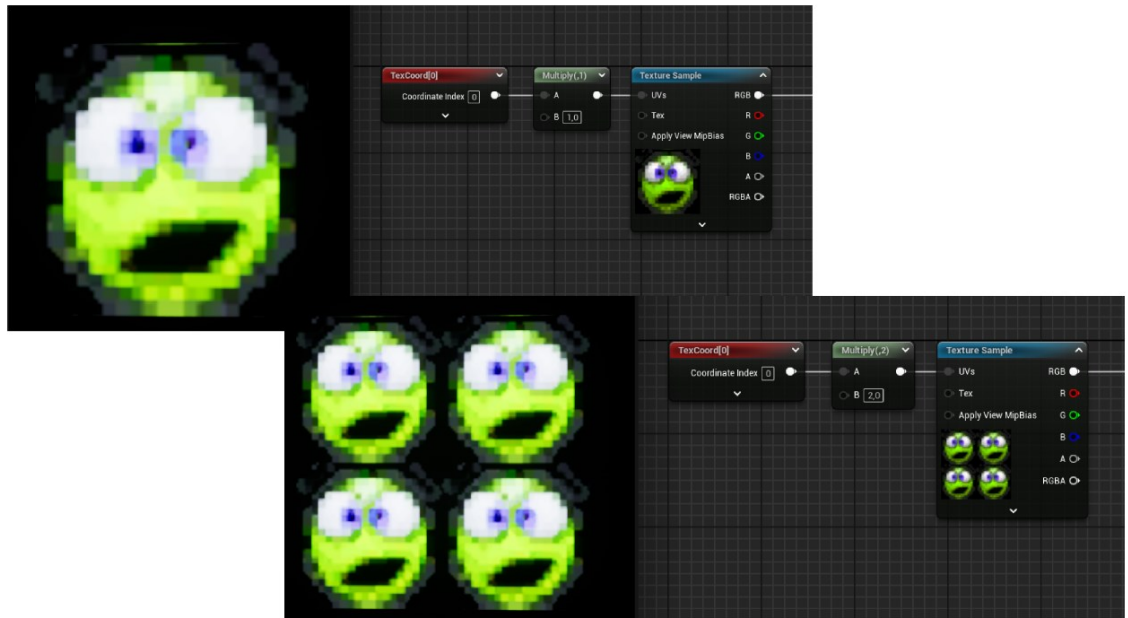 TexCoord[0]
Coordinate Index 0
Multiply(,1)
A
B 1,0
Texture Sample
UVs RGB
Tex R
Apply View MipBias G
B
A
RGBA
TexCoord[0]
Coordinate Index 0
Multiply(,2)
A
B 2,0
Texture Sample
UVs RGB
Tex R
Apply View MipBias G
B
A
RGBA